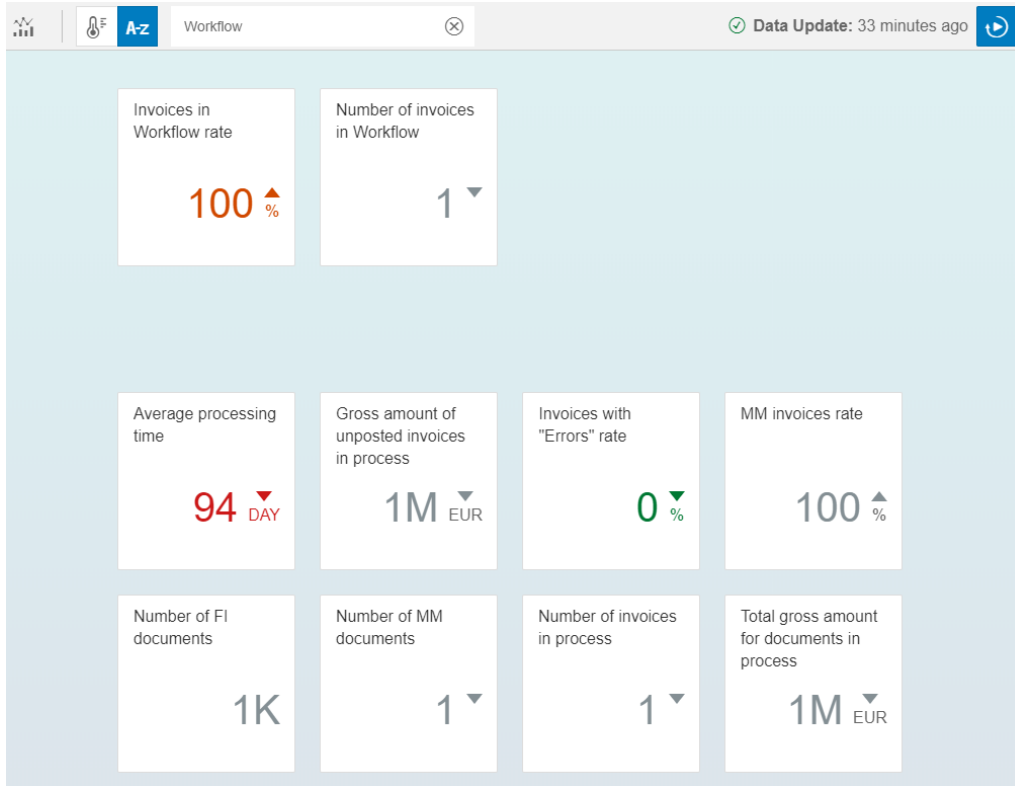 A-Z Workflow Data Update: 33 minutes ago
Invoices in
Workflow rate
100 %
Number of invoices
in Workflow
1
Average processing
time
94 DAY
Gross amount of
unposted invoices
in process
1M EUR
Invoices with
"Errors" rate
0 %
MM invoices rate
100 %
Number of FI
documents
1K
Number of MM
documents
1
Number of invoices
in process
1
Total gross amount
for documents in
process
1M EUR